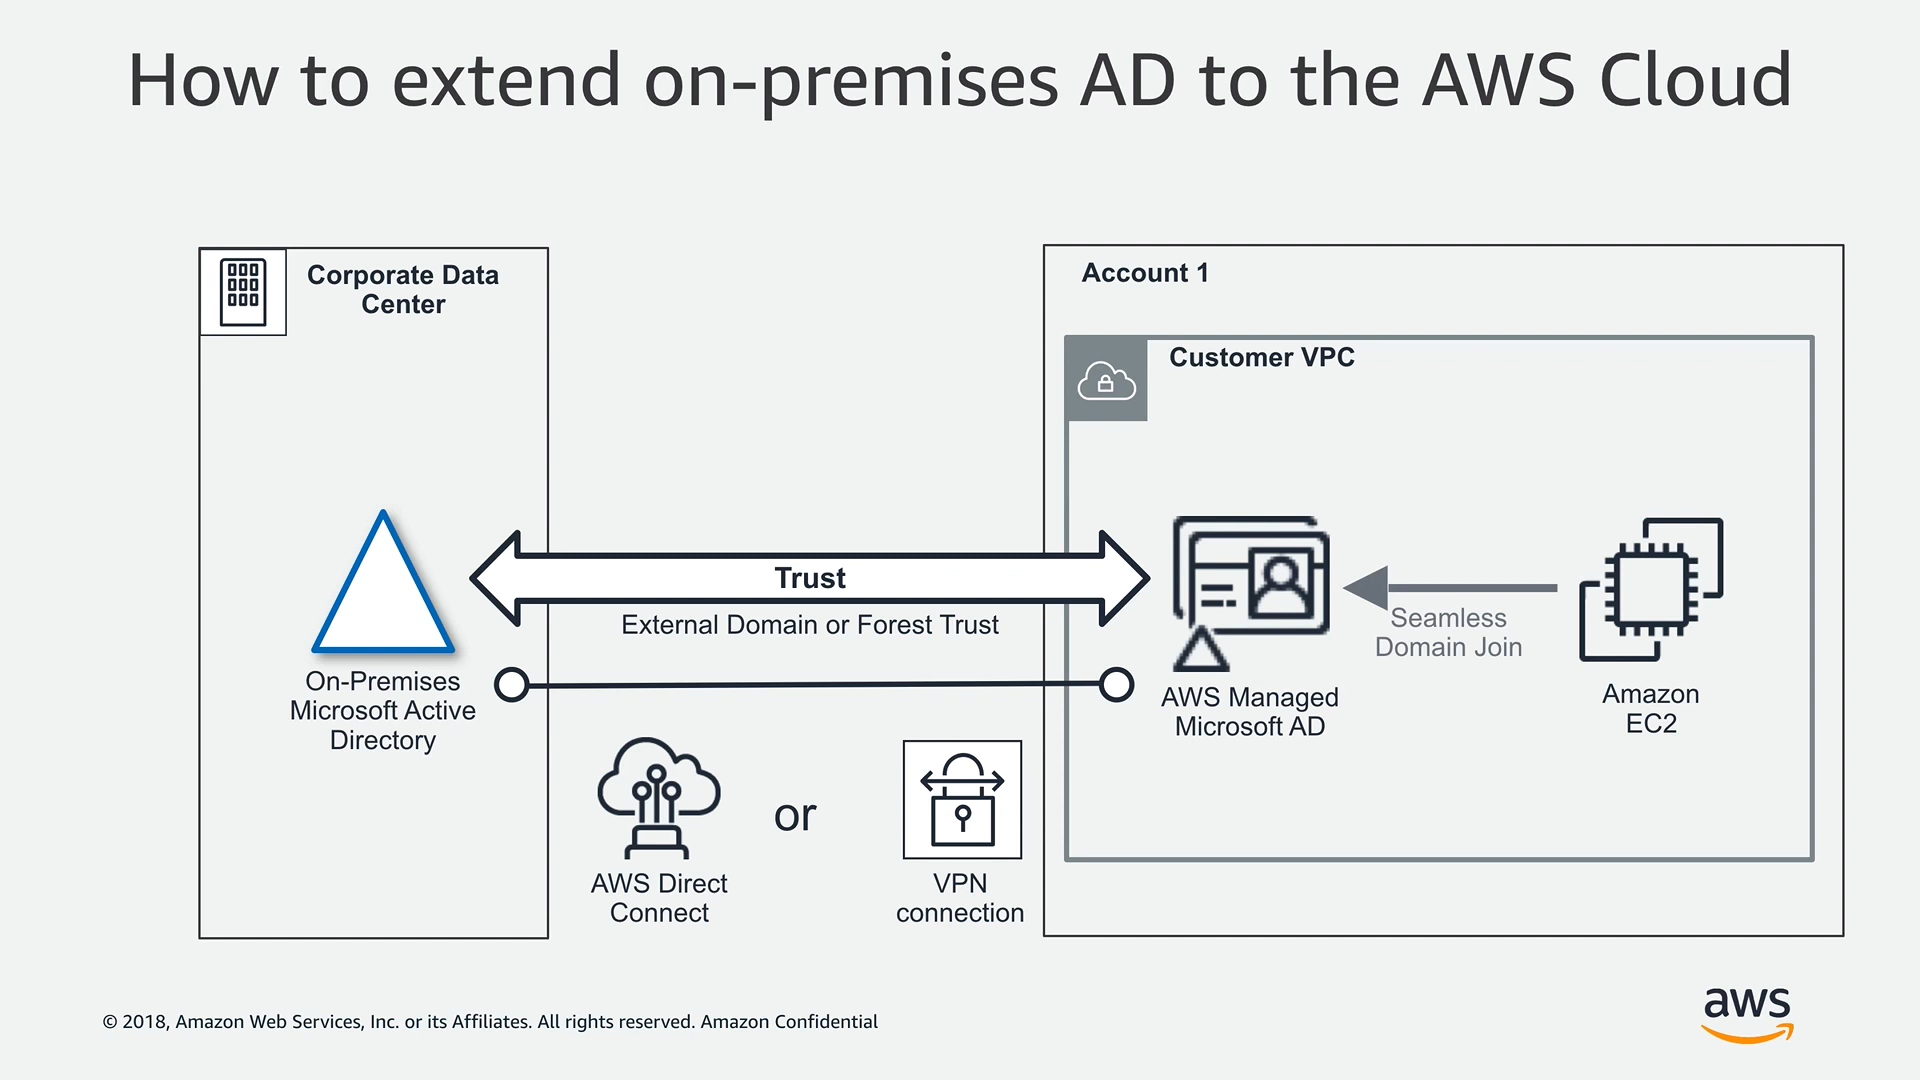 How to extend on-premises AD to the AWS Cloud
Corporate Data
Center
Account 1
Customer VPC
Trust
External Domain or Forest Trust
Seamless
Domain Join
On-Premises
Microsoft Active
Directory
AWS Managed
Microsoft AD
Amazon
EC2
or
AWS Direct
Connect
VPN
connection
© 2018, Amazon Web Services, Inc. or its Affiliates. All rights reserved. Amazon Confidential
aws